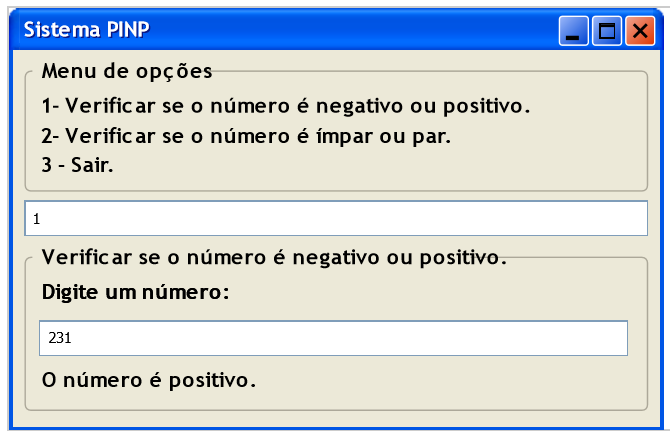 Sistema PINP
Menu de opções
1- Verificar se o número é negativo ou positivo.
2- Verificar se o número é ímpar ou par.
3 - Sair.
1
Verificar se o número é negativo ou positivo.
Digite um número:
231
O número é positivo.